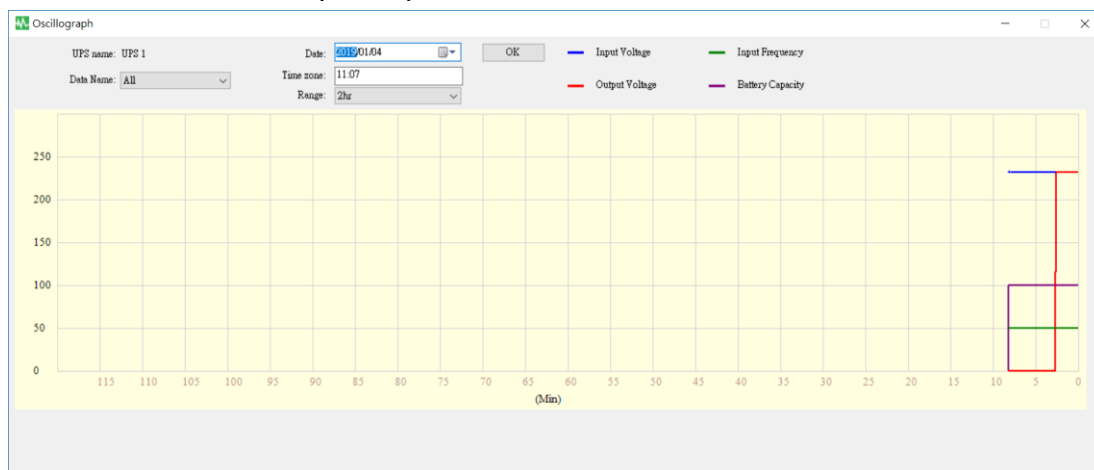 Oscillograph
UPS name: UPS 1
Date: 2019/01/04
OK
Input Voltage
Input Frequency
Data Name: All
Time zone: 11:07
Output Voltage
Battery Capacity
Range: 2hr
250
200
150
100
50
0
115 110 105 100 95 90 85 80 75 70 65 60 55 50 45 40 35 30 25 20 15 10 5 0
(Min)